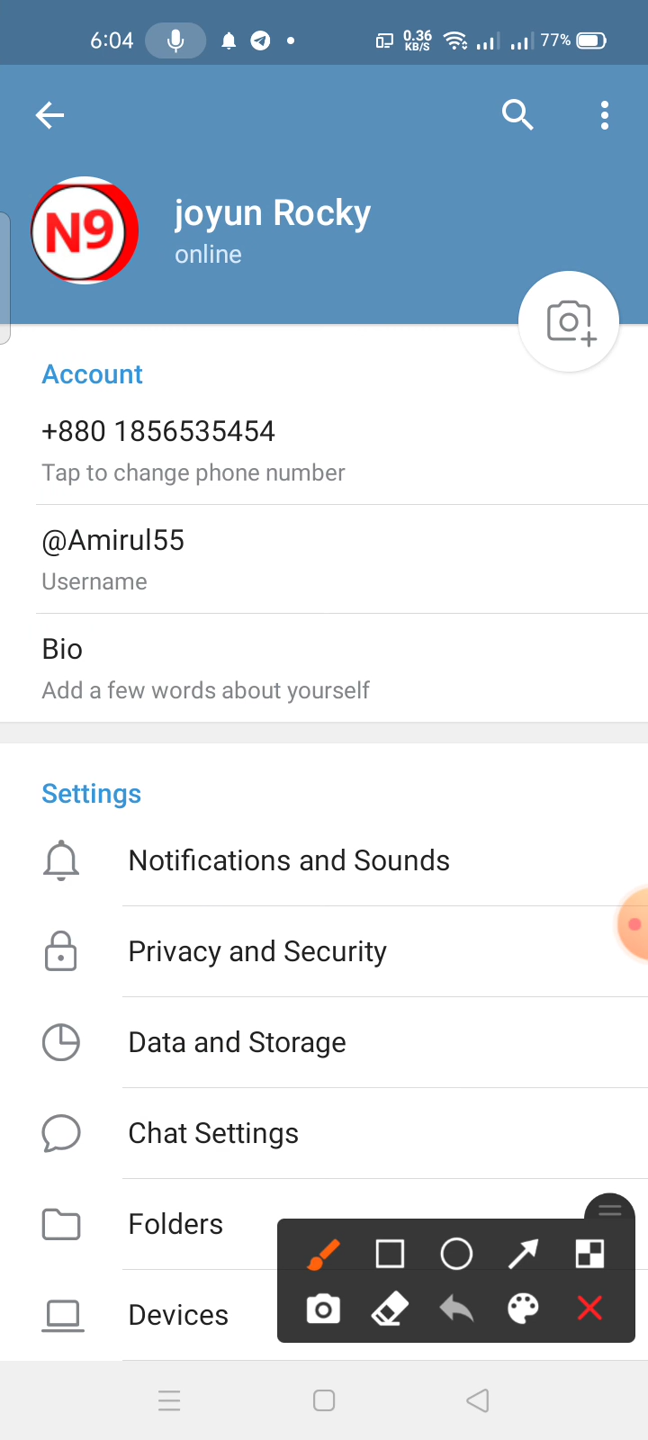 6:04 0.36 KB/S 77%
N9
joyun Rocky
online
Account
+880 1856535454
Tap to change phone number
@Amirul55
Username
Bio
Add a few words about yourself
Settings
Notifications and Sounds
Privacy and Security
Data and Storage
Chat Settings
Folders
Devices